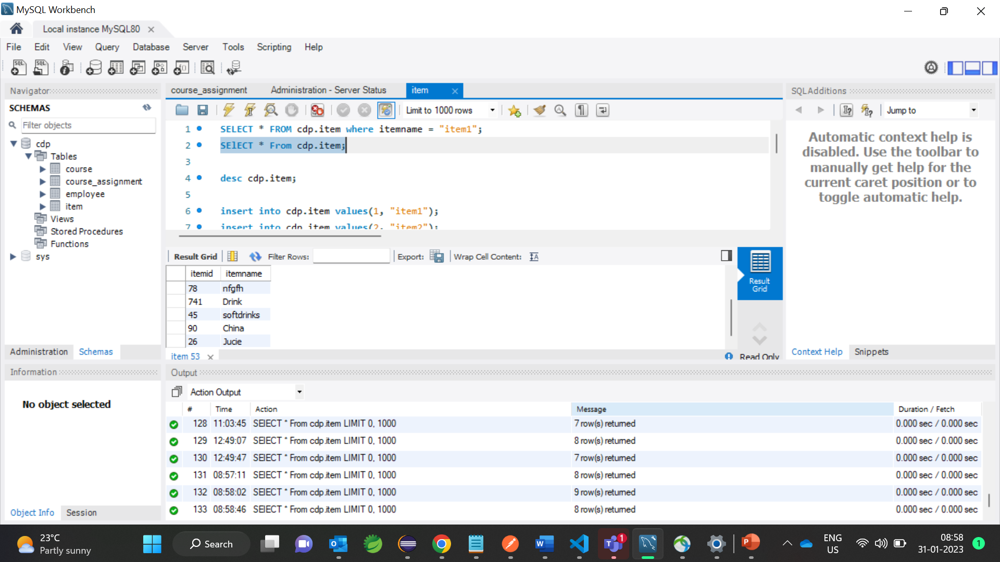 MySQL Workbench
Local instance MySQL80
File Edit View Query Database Server Tools Scripting Help
Navigator
SCHEMAS
Filter objects
cdp
Tables
course
course_assignment
employee
item
Views
Stored Procedures
Functions
sys
Administration Schemas
Information
No object selected
Object Info Session
course_assignment Administration - Server Status item
Limit to 1000 rows
1 SELECT * FROM cdp.item where itemname = "item1";
2 SElECT * From cdp.item;
3
4 desc cdp.item;
5
6 insert into cdp.item values(1, "item1");
7 insert into cdp.item values(2, "item2");
Result Grid Filter Rows: Export: Wrap Cell Content:
itemid itemname
78 nfgfh
741 Drink
45 softdrinks
90 China
26 Jucie
Result
Grid
item 53 Read Only
SQLAdditions
Jump to
Automatic context help is
disabled. Use the toolbar to
manually get help for the
current caret position or to
toggle automatic help.
Context Help Snippets
Output
Action Output
# Time Action Message Duration / Fetch
128 11:03:45 SElECT * From cdp.item LIMIT 0, 1000 7 row(s) returned 0.000 sec / 0.000 sec
129 12:49:07 SElECT * From cdp.item LIMIT 0, 1000 8 row(s) returned 0.000 sec / 0.000 sec
130 12:49:47 SElECT * From cdp.item LIMIT 0, 1000 7 row(s) returned 0.000 sec / 0.000 sec
131 08:57:11 SElECT * From cdp.item LIMIT 0, 1000 8 row(s) returned 0.000 sec / 0.000 sec
132 08:58:02 SElECT * From cdp.item LIMIT 0, 1000 9 row(s) returned 0.000 sec / 0.000 sec
133 08:58:46 SElECT * From cdp.item LIMIT 0, 1000 8 row(s) returned 0.000 sec / 0.000 sec
23°C
Partly sunny
Search
1
ENG
US
08:58
31-01-2023
1